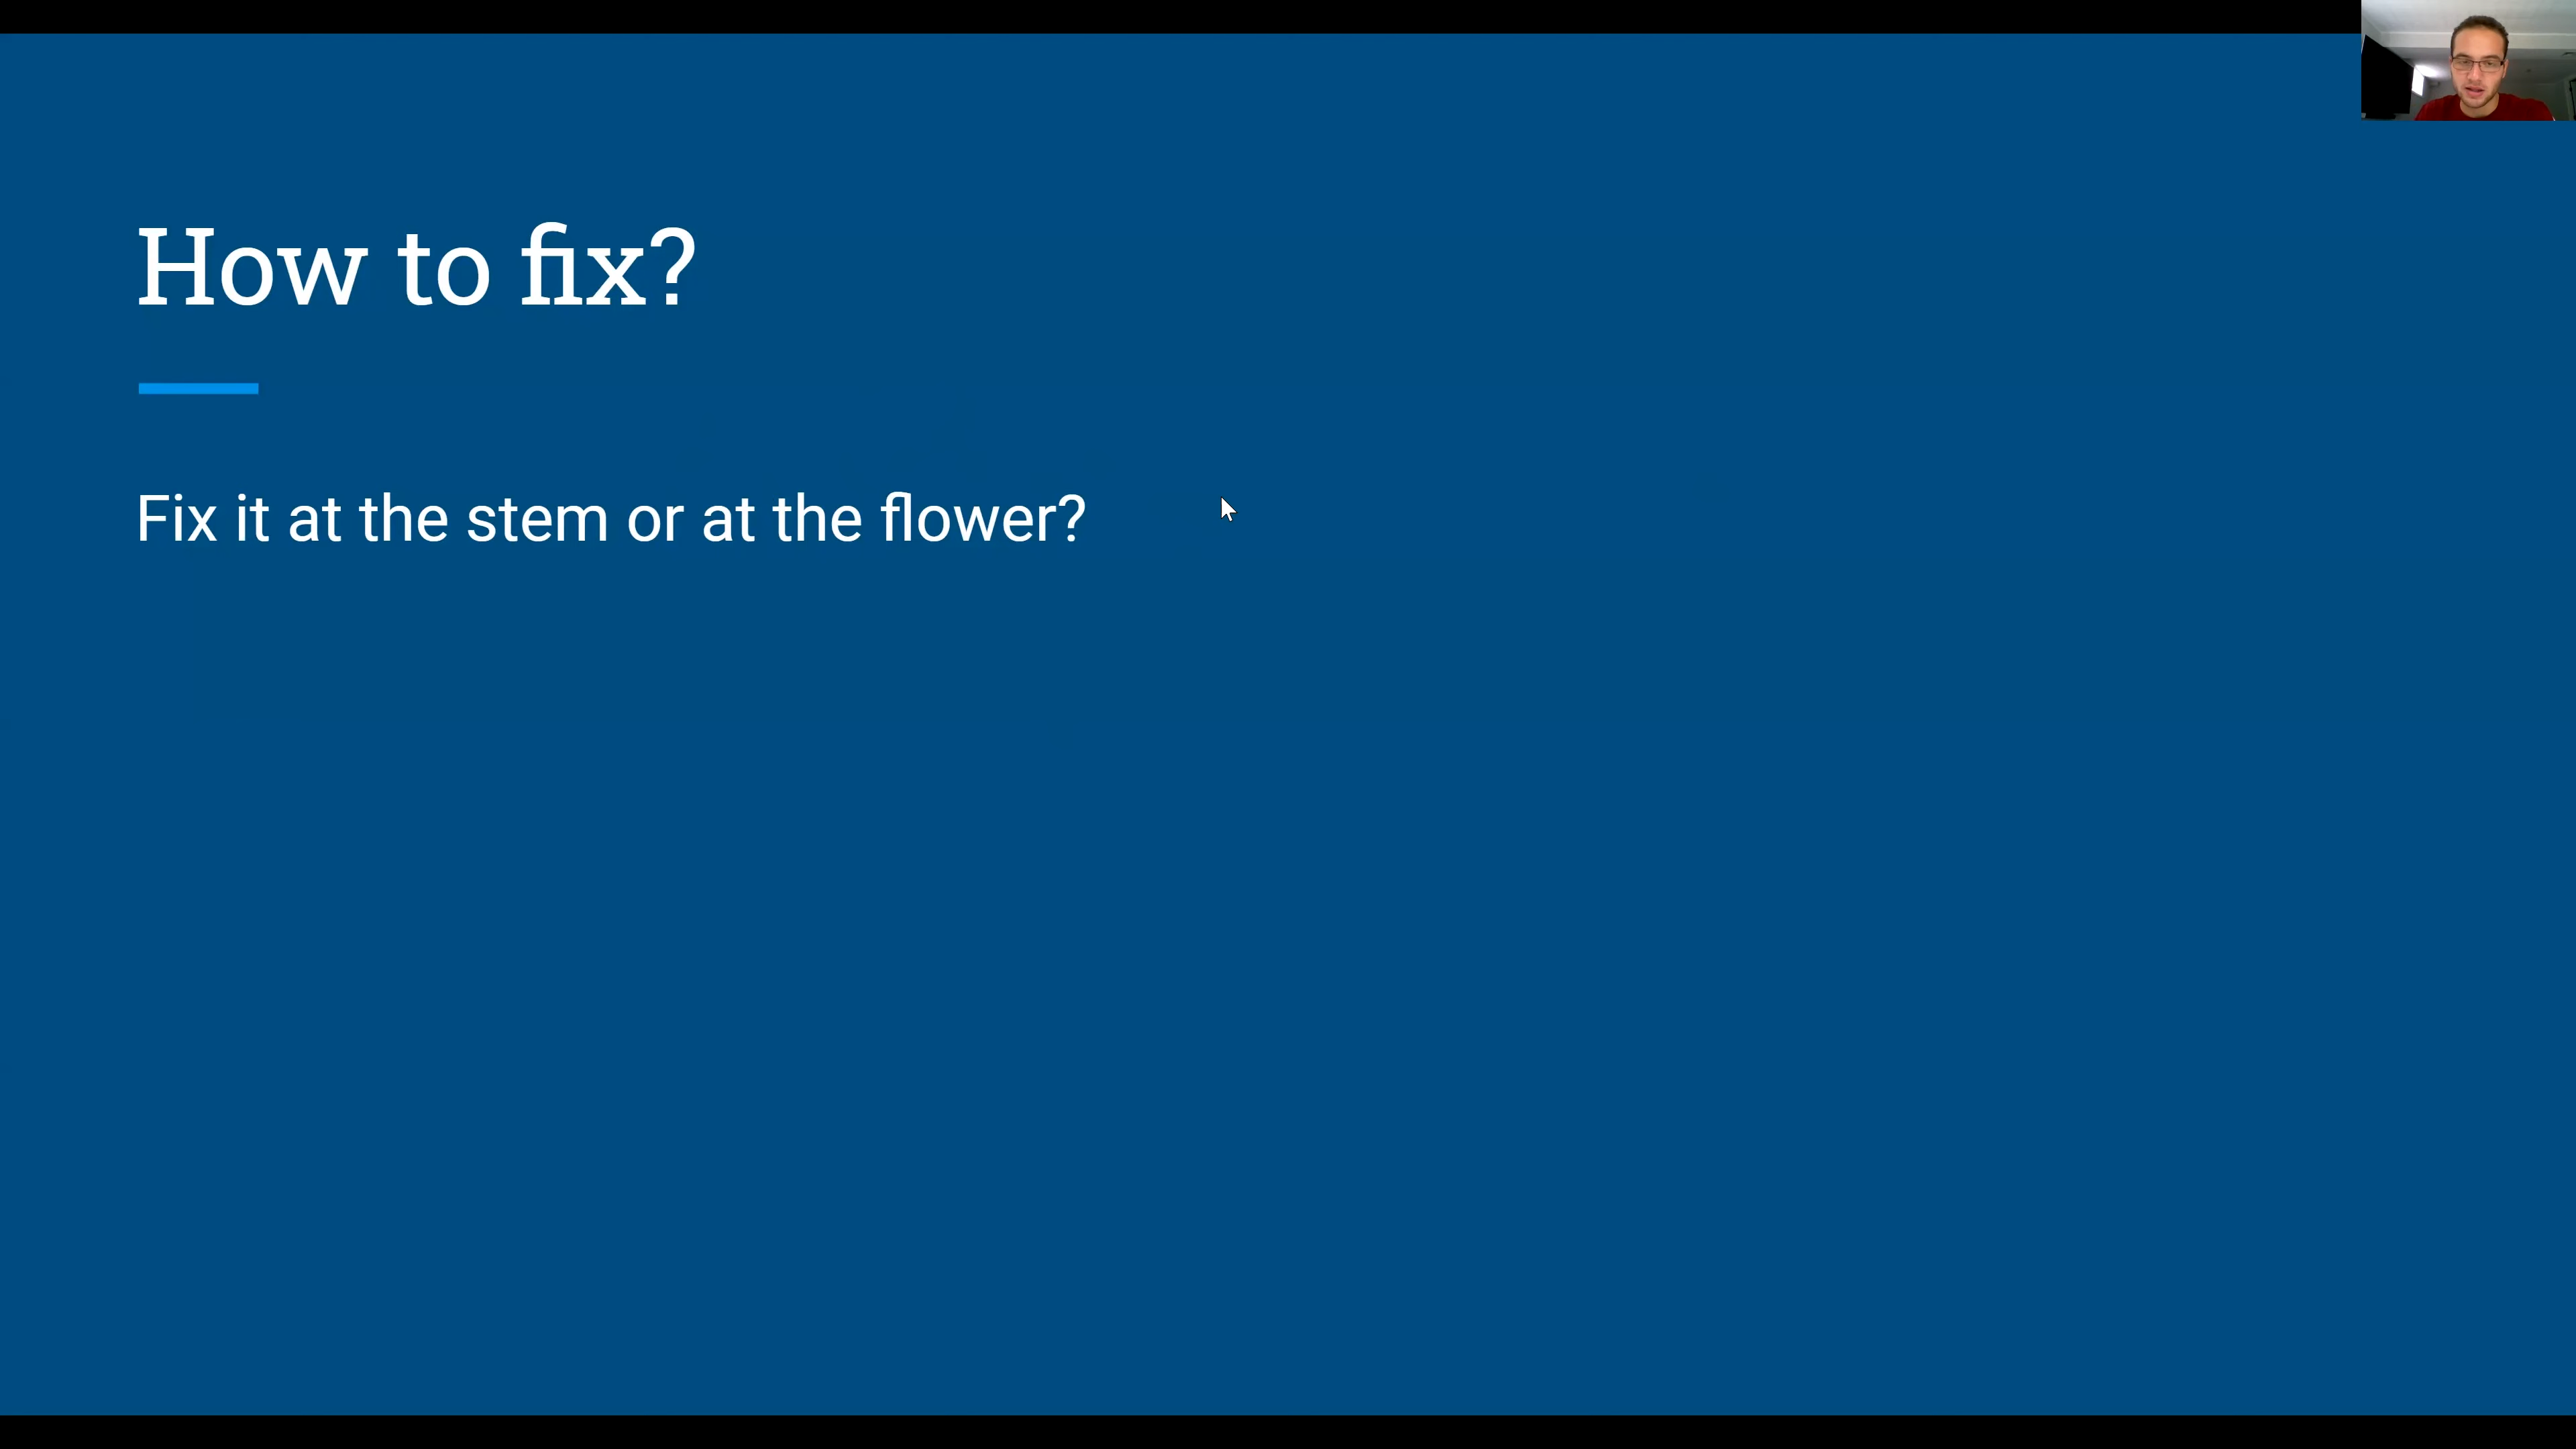 How to fix?
Fix it at the stem or at the flower?